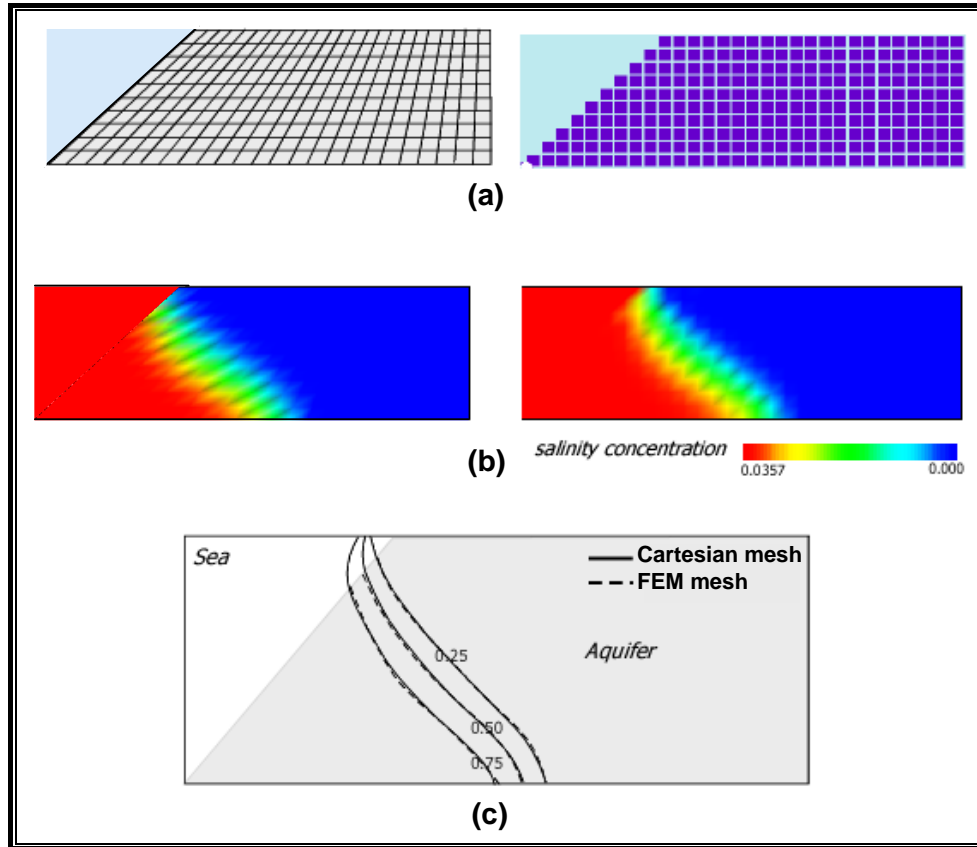 (a)
salinity concentration
0.0357 0.000
(b)
Sea
Cartesian mesh
FEM mesh
Aquifer
0.25
0.50
0.75
(c)